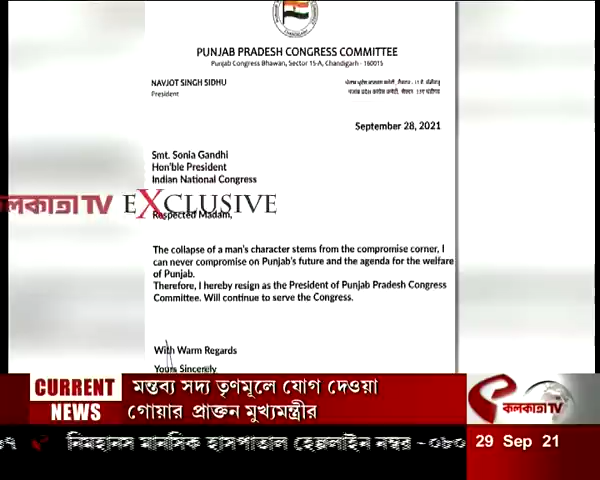 PUNJAB PRADESH CONGRESS COMMITTEE
Punjab Congress Bhawan, Sector 15-A, Chandigarh - 160015
NAVJOT SINGH SIDHU
President
September 28, 2021
Smt. Sonia Gandhi
Hon'ble President
Indian National Congress
কলকাতা TV EXCLUSIVE
Respected Madam,
The collapse of a man's character stems from the compromise corner, I
can never compromise on Punjab's future and the agenda for the welfare
of Punjab.
Therefore, I hereby resign as the President of Punjab Pradesh Congress
Committee. Will continue to serve the Congress.
With Warm Regards
Yours Sincerely
CURRENT NEWS
মন্তব্য সদ্য তৃণমূলে যোগ দেওয়া
গোয়ার প্রাক্তন মুখ্যমন্ত্রীর
কলকাতা TV
নিমহানস মানসিক হাসপাতাল হেল্পলাইন নম্বর - ০৮০
29 Sep 21